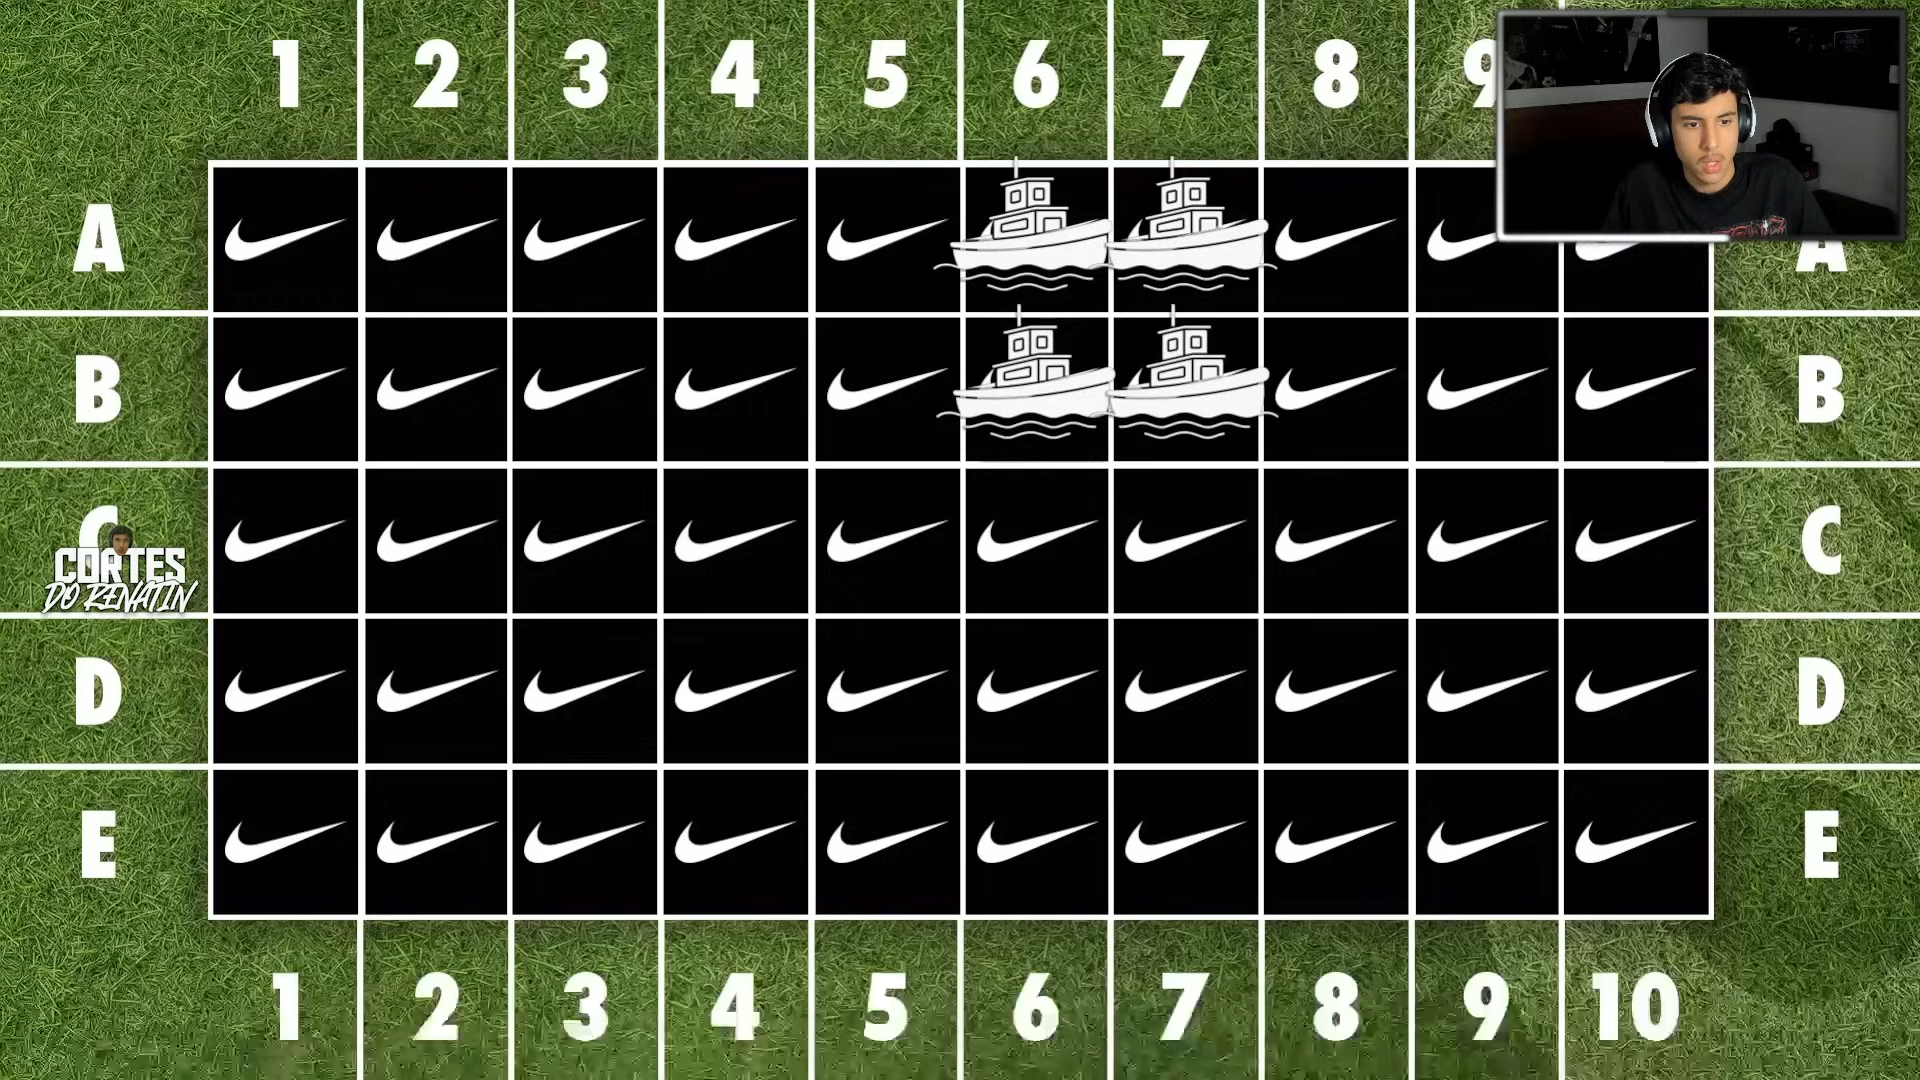 1 2 3 4 5 6 7 8 9
A A
B B
C C
CORTES
DO RENATIN
D D
E E
1 2 3 4 5 6 7 8 9 10